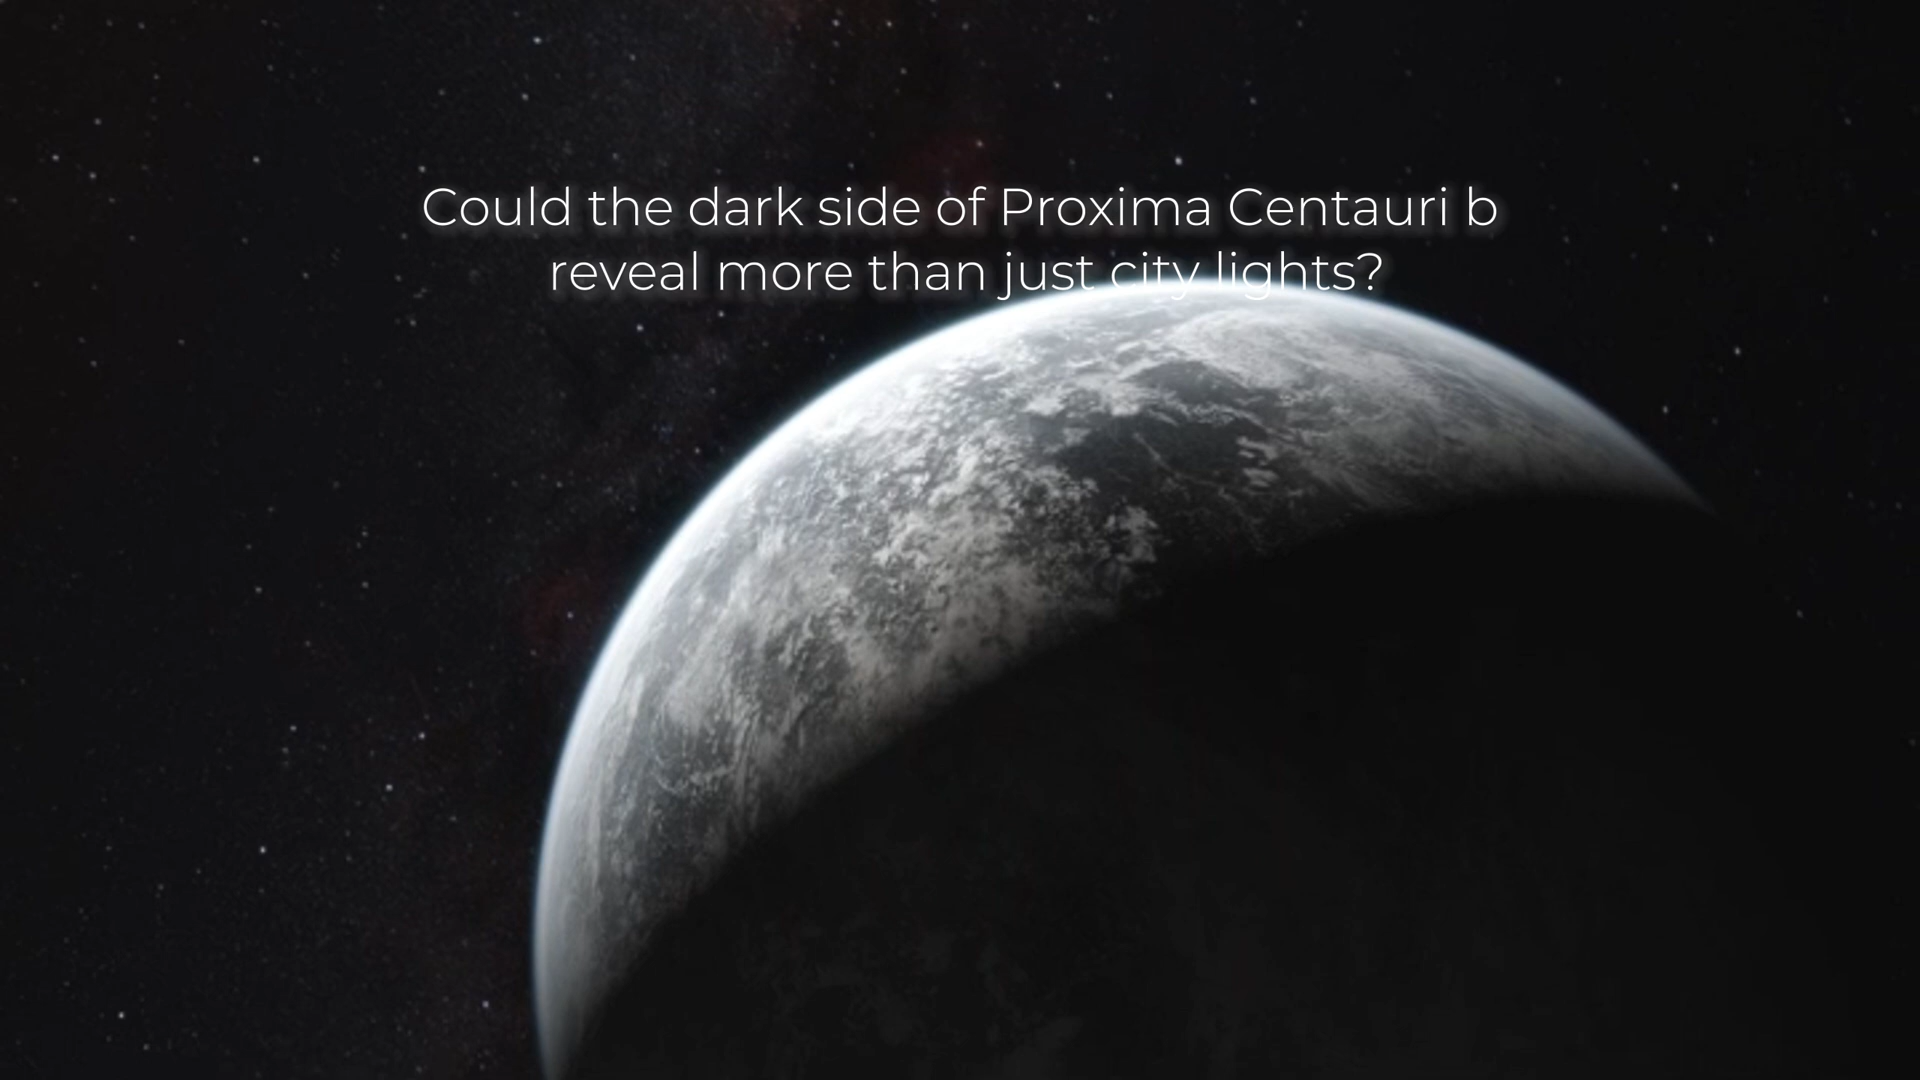 Could the dark side of Proxima Centauri b
reveal more than just city lights?